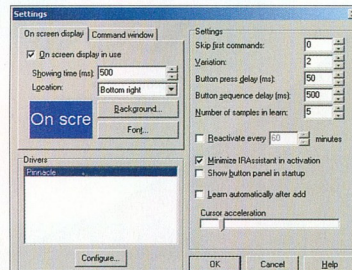 Settings
On screen display
Command window
On screen display in use
Showing time (ms):
500
Location:
Bottom right
On scre
Background...
Font...
Drivers
Pinnacle
Configure...
Settings
Skip first commands:
0
Variation:
2
Button press delay (ms):
50
Button sequence delay (ms):
500
Number of samples in learn:
5
Reactivate every
60
minutes
Minimize IRAssistant in activation
Show button panel in startup
Learn automatically after add
Cursor acceleration
OK
Cancel
Help